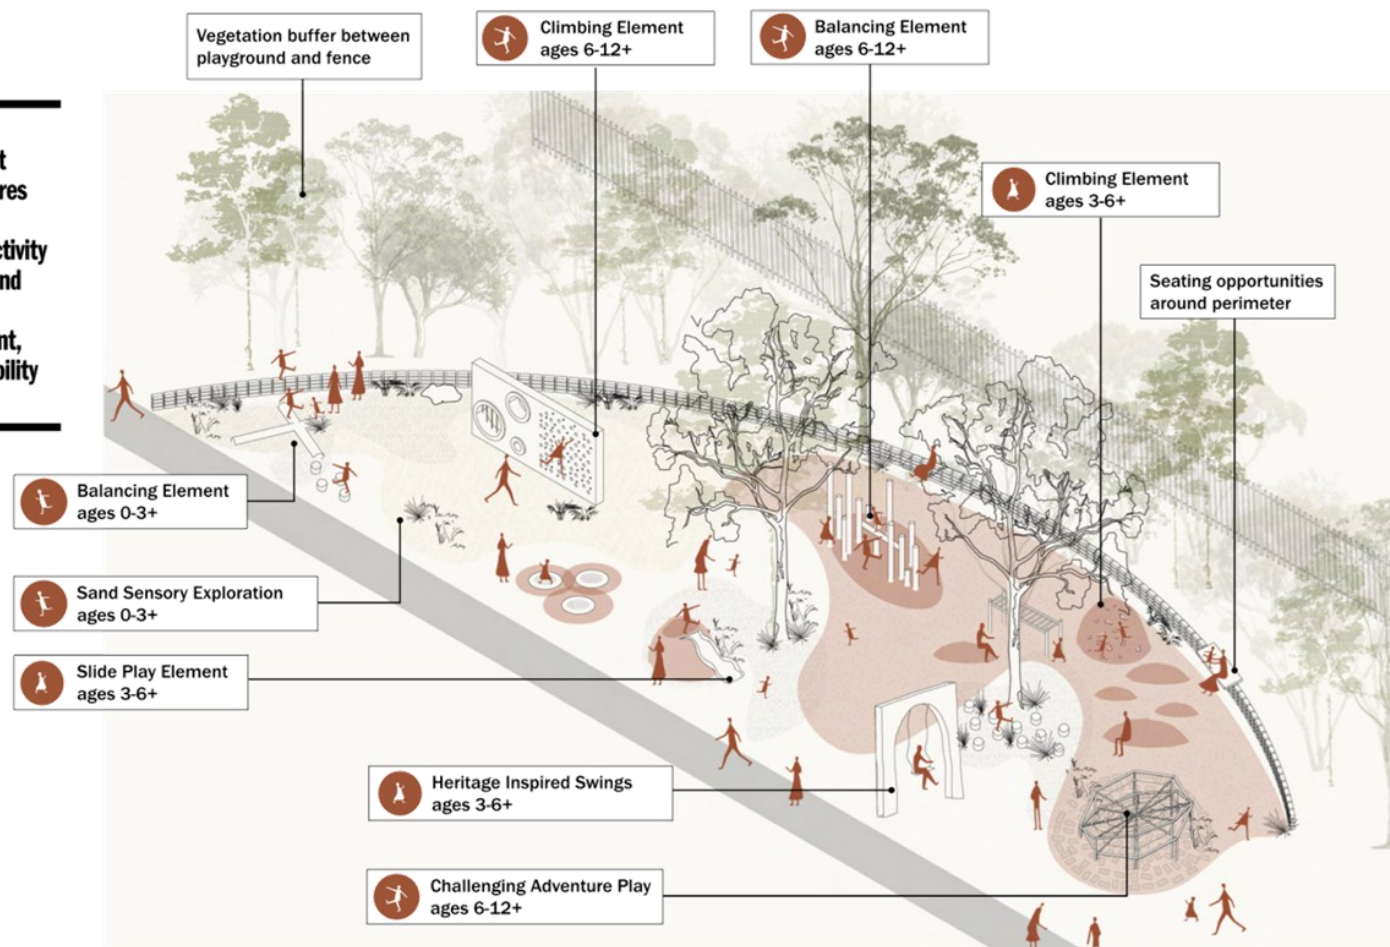 Vegetation buffer between
playground and fence
Climbing Element
ages 6-12+
Balancing Element
ages 6-12+
Climbing Element
ages 3-6+
Seating opportunities
around perimeter
Balancing Element
ages 0-3+
Sand Sensory Exploration
ages 0-3+
Slide Play Element
ages 3-6+
Heritage Inspired Swings
ages 3-6+
Challenging Adventure Play
ages 6-12+